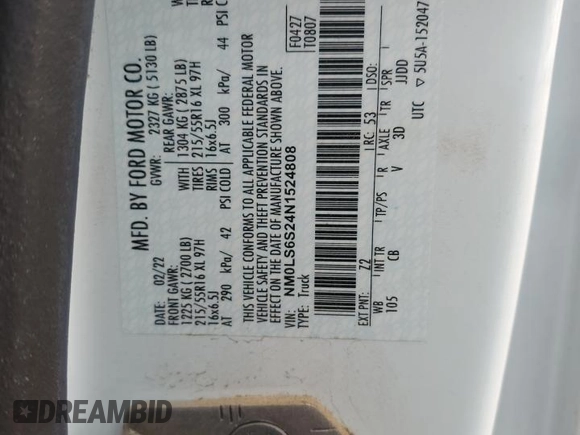 MFD. BY FORD MOTOR CO.
DATE: 02/22
GVWR: 2327 KG ( 5130 LB)
FRONT GAWR:
REAR GAWR:
1225 KG ( 2700 LB)
WITH
1304 KG ( 2875 LB)
215/55R16 XL 97H
TIRES
215/55R16 XL 97H
16x6.5J
RIMS
16x6.5J
AT 290 kPa/ 42 PSI COLD
AT 300 kPa/ 44 PSI C
THIS VEHICLE CONFORMS TO ALL APPLICABLE FEDERAL MOTOR
VEHICLE SAFETY AND THEFT PREVENTION STANDARDS IN
EFFECT ON THE DATE OF MANUFACTURE SHOWN ABOVE.
VIN: NM0LS6S24N1524808
TYPE: Truck
F0427
T0807
EXT PNT: Z2
RC: 53
DSO:
WB
INT TR
TP/PS
R
AXLE
TR
SPR
105
CB
V
3D
JJDD
UTC ▽ 5U5A-152047
DREAMBID